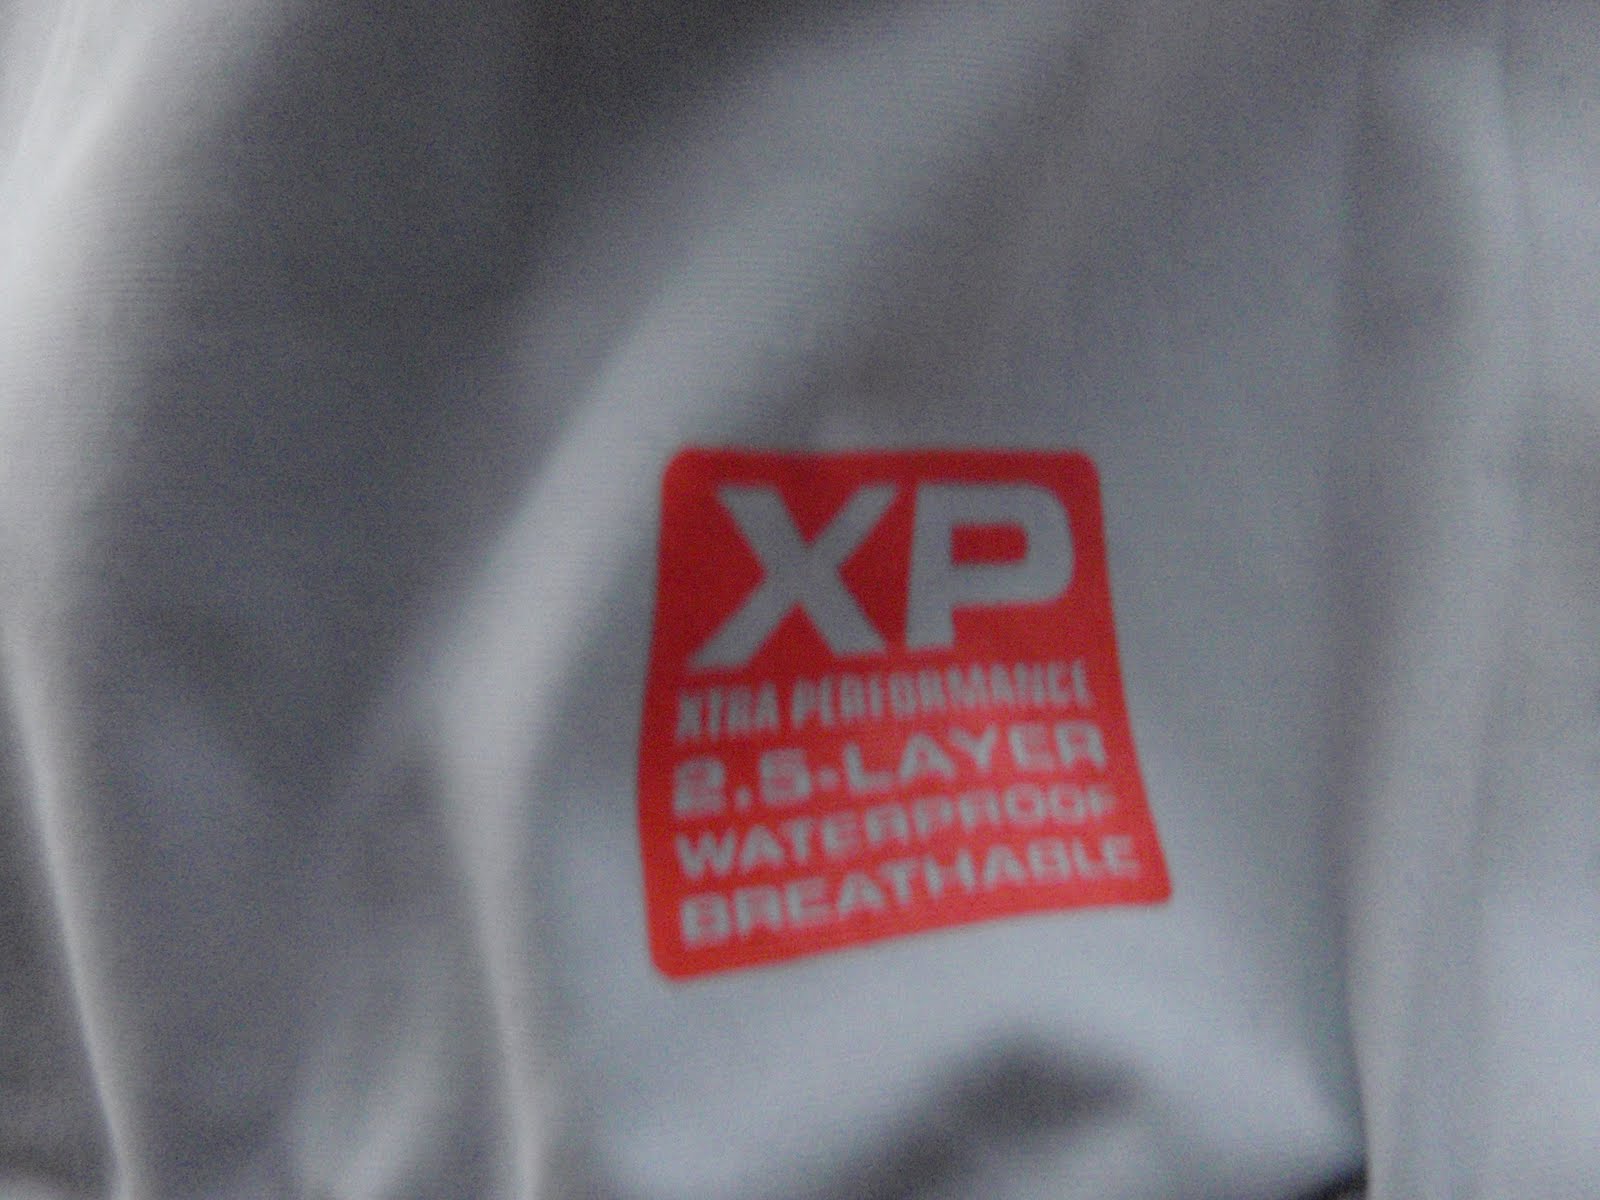 XP
XTRA PERFORMANCE
2.5-LAYER
WATERPROOF
BREATHABLE